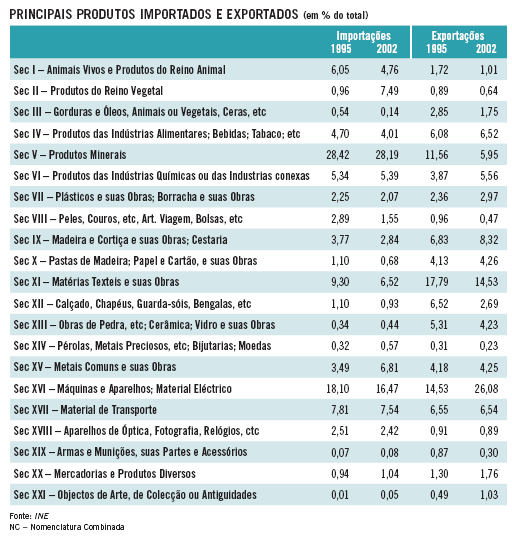 PRINCIPAIS PRODUTOS IMPORTADOS E EXPORTADOS (em % do total)
Importações Exportações
1995 2002 1995 2002
Sec I – Animais Vivos e Produtos do Reino Animal 6,05 4,76 1,72 1,01
Sec II – Produtos do Reino Vegetal 0,96 7,49 0,89 0,64
Sec III – Gorduras e Óleos, Animais ou Vegetais, Ceras, etc 0,54 0,14 2,85 1,75
Sec IV – Produtos das Indústrias Alimentares; Bebidas; Tabaco; etc 4,70 4,01 6,08 6,52
Sec V – Produtos Minerais 28,42 28,19 11,56 5,95
Sec VI – Produtos das Indústrias Químicas ou das Industrias conexas 5,34 5,39 3,87 5,56
Sec VII – Plásticos e suas Obras; Borracha e suas Obras 2,25 2,07 2,36 2,97
Sec VIII – Peles, Couros, etc, Art. Viagem, Bolsas, etc 2,89 1,55 0,96 0,47
Sec IX – Madeira e Cortiça e suas Obras; Cestaria 3,77 2,84 6,83 8,32
Sec X – Pastas de Madeira; Papel e Cartão, e suas Obras 1,10 0,68 4,13 4,26
Sec XI – Matérias Texteis e suas Obras 9,30 6,52 17,79 14,53
Sec XII – Calçado, Chapéus, Guarda-sóis, Bengalas, etc 1,10 0,93 6,52 2,69
Sec XIII – Obras de Pedra, etc; Cerâmica; Vidro e suas Obras 0,34 0,44 5,31 4,23
Sec XIV – Pérolas, Metais Preciosos, etc; Bijutarias; Moedas 0,32 0,57 0,31 0,23
Sec XV – Metais Comuns e suas Obras 3,49 6,81 4,18 4,25
Sec XVI – Máquinas e Aparelhos; Material Eléctrico 18,10 16,47 14,53 26,08
Sec XVII – Material de Transporte 7,81 7,54 6,55 6,54
Sec XVIII – Aparelhos de Óptica, Fotografia, Relógios, ctc 2,51 2,42 0,91 0,89
Sec XIX – Armas e Munições, suas Partes e Acessórios 0,07 0,08 0,87 0,30
Sec XX – Mercadorias e Produtos Diversos 0,94 1,04 1,30 1,76
Sec XXI – Objectos de Arte, de Colecção ou Antiguidades 0,01 0,05 0,49 1,03
Fonte: INE
NC – Nomenclatura Combinada